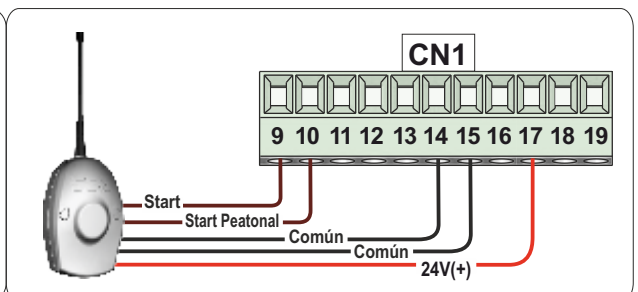 CN1
9 10 11 12 13 14 15 16 17 18 19
Start
Start Peatonal
Común
Común
24V(+)